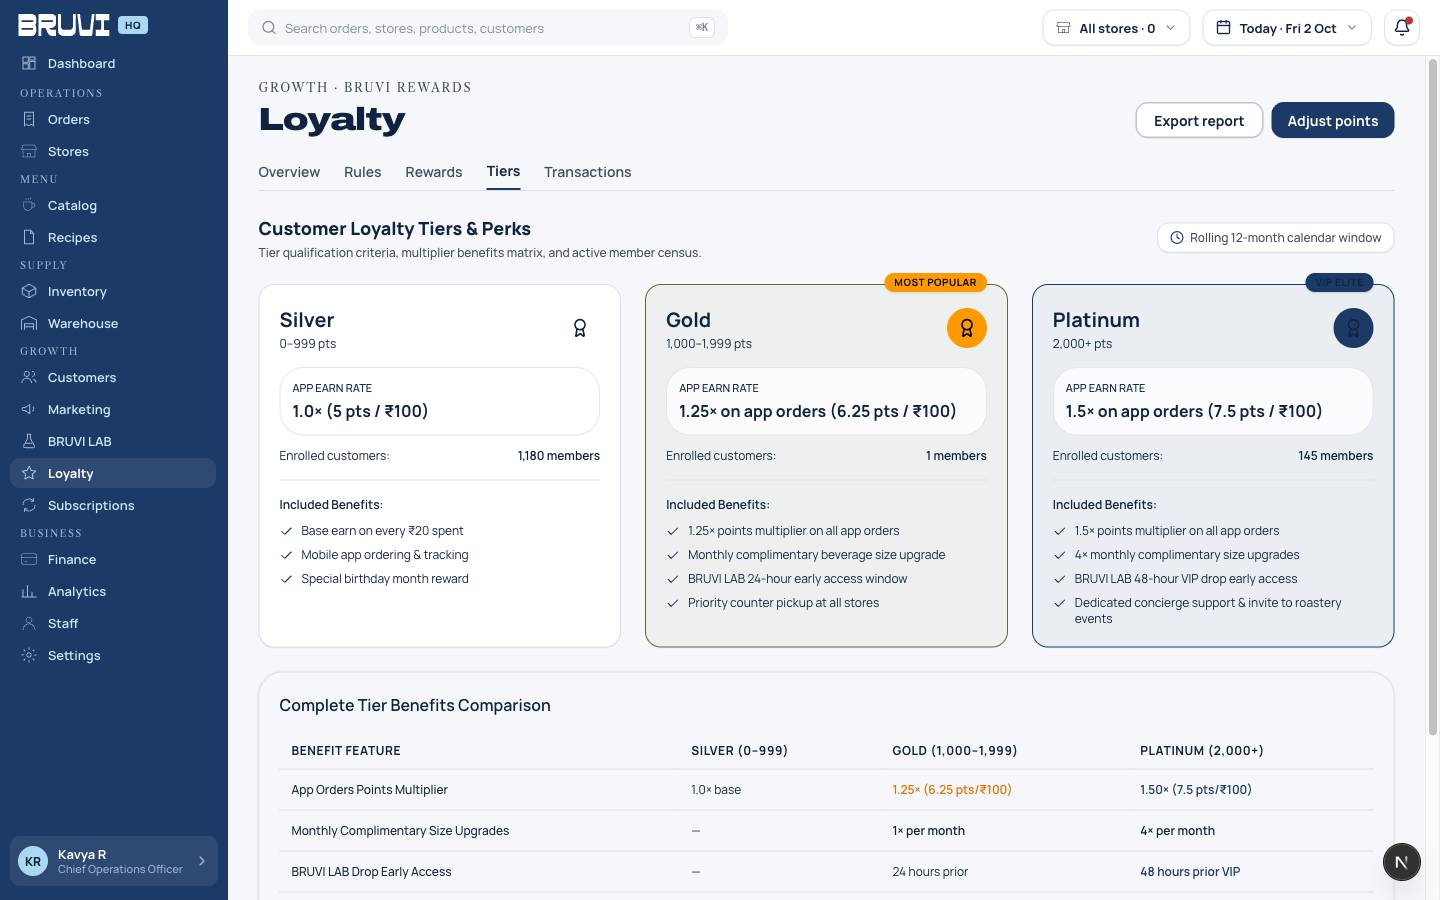 BRUVI HQ
Search orders, stores, products, customers
⌘K
All stores · 0
Today · Fri 2 Oct
Dashboard
OPERATIONS
Orders
Stores
MENU
Catalog
Recipes
SUPPLY
Inventory
Warehouse
GROWTH
Customers
Marketing
BRUVI LAB
Loyalty
Subscriptions
BUSINESS
Finance
Analytics
Staff
Settings
KR
Kavya R
Chief Operations Officer
GROWTH · BRUVI REWARDS
Loyalty
Export report
Adjust points
Overview
Rules
Rewards
Tiers
Transactions
Customer Loyalty Tiers & Perks
Tier qualification criteria, multiplier benefits matrix, and active member census.
Rolling 12-month calendar window
Silver
0–999 pts
APP EARN RATE
1.0× (5 pts / ₹100)
Enrolled customers: 1,180 members
Included Benefits:
Base earn on every ₹20 spent
Mobile app ordering & tracking
Special birthday month reward
MOST POPULAR
Gold
1,000–1,999 pts
APP EARN RATE
1.25× on app orders (6.25 pts / ₹100)
Enrolled customers: 1 members
Included Benefits:
1.25× points multiplier on all app orders
Monthly complimentary beverage size upgrade
BRUVI LAB 24-hour early access window
Priority counter pickup at all stores
VIP ELITE
Platinum
2,000+ pts
APP EARN RATE
1.5× on app orders (7.5 pts / ₹100)
Enrolled customers: 145 members
Included Benefits:
1.5× points multiplier on all app orders
4× monthly complimentary size upgrades
BRUVI LAB 48-hour VIP drop early access
Dedicated concierge support & invite to roastery
events
Complete Tier Benefits Comparison
BENEFIT FEATURE SILVER (0–999) GOLD (1,000–1,999) PLATINUM (2,000+)
App Orders Points Multiplier 1.0× base 1.25× (6.25 pts/₹100) 1.50× (7.5 pts/₹100)
Monthly Complimentary Size Upgrades — 1× per month 4× per month
BRUVI LAB Drop Early Access — 24 hours prior 48 hours prior VIP
N